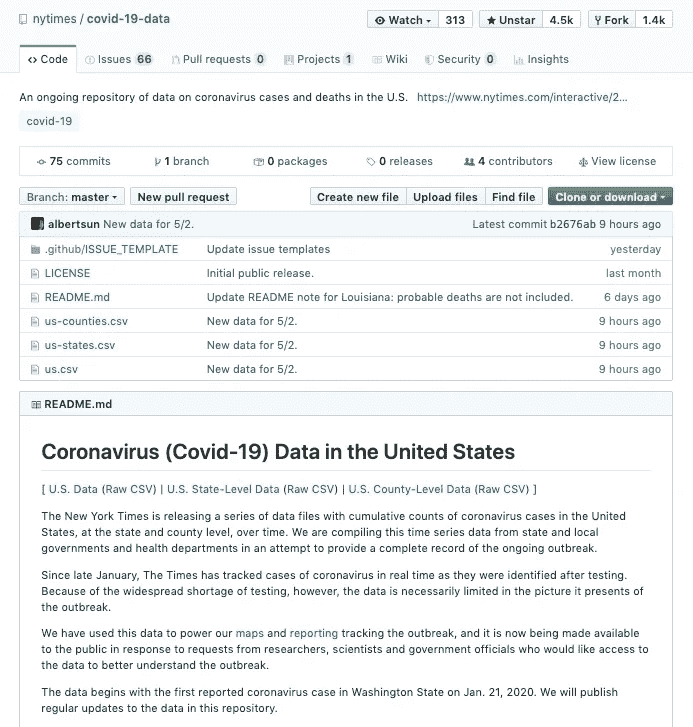 nytimes / covid-19-data
Watch 313 Unstar 4.5k Fork 1.4k
Code Issues 66 Pull requests 0 Projects 1 Wiki Security 0 Insights
An ongoing repository of data on coronavirus cases and deaths in the U.S. https://www.nytimes.com/interactive/2...
covid-19
75 commits 1 branch 0 packages 0 releases 4 contributors View license
Branch: master New pull request Create new file Upload files Find file Clone or download
albertsun New data for 5/2. Latest commit b2676ab 9 hours ago
.github/ISSUE_TEMPLATE Update issue templates yesterday
LICENSE Initial public release. last month
README.md Update README note for Louisiana: probable deaths are not included. 6 days ago
us-counties.csv New data for 5/2. 9 hours ago
us-states.csv New data for 5/2. 9 hours ago
us.csv New data for 5/2. 9 hours ago
README.md
Coronavirus (Covid-19) Data in the United States
[ U.S. Data (Raw CSV) | U.S. State-Level Data (Raw CSV) | U.S. County-Level Data (Raw CSV) ]
The New York Times is releasing a series of data files with cumulative counts of coronavirus cases in the United
States, at the state and county level, over time. We are compiling this time series data from state and local
governments and health departments in an attempt to provide a complete record of the ongoing outbreak.
Since late January, The Times has tracked cases of coronavirus in real time as they were identified after testing.
Because of the widespread shortage of testing, however, the data is necessarily limited in the picture it presents of
the outbreak.
We have used this data to power our maps and reporting tracking the outbreak, and it is now being made available
to the public in response to requests from researchers, scientists and government officials who would like access to
the data to better understand the outbreak.
The data begins with the first reported coronavirus case in Washington State on Jan. 21, 2020. We will publish
regular updates to the data in this repository.